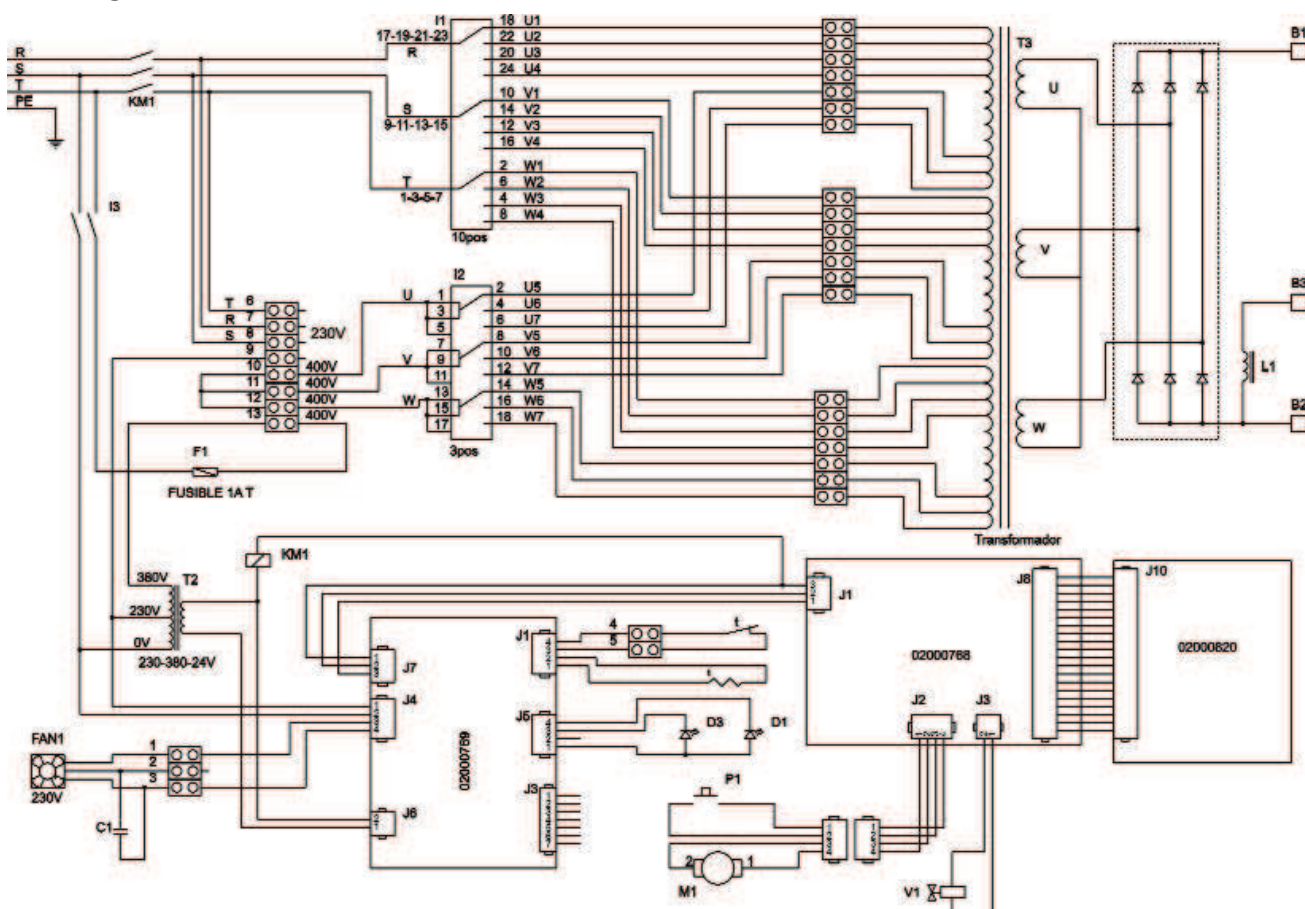 I1
18 U1
B1
17-19-21-23
22 U2
R
R
20 U3
T3
S
24 U4
T
KM1
10 V1
U
PE
S
14 V2
9-11-13-15
12 V3
16 V4
T
2 W1
1-3-5-7
6 W2
I3
4 W3
8 W4
10pos
V
I2
U
1
2 U5
B3
T 6
3
4 U6
R 7
230V
5
6 U7
S 8
7
8 V5
9
V
9
10 V6
L1
10
400V
11
12 V7
11
400V
13
14 W5
12
400V
W
15
16 W6
B2
13
400V
17
18 W7
W
F1
3pos
FUSIBLE 1A T
Transformador
KM1
380V
T2
J1
J8
J10
230V
J1
4
t
5
0V
02000768
02000820
230-380-24V
J7
t
J4
J2
J3
J5
D3
D1
FAN1
1
2
02000769
3
230V
P1
J3
C1
J6
2
1
M1
V1